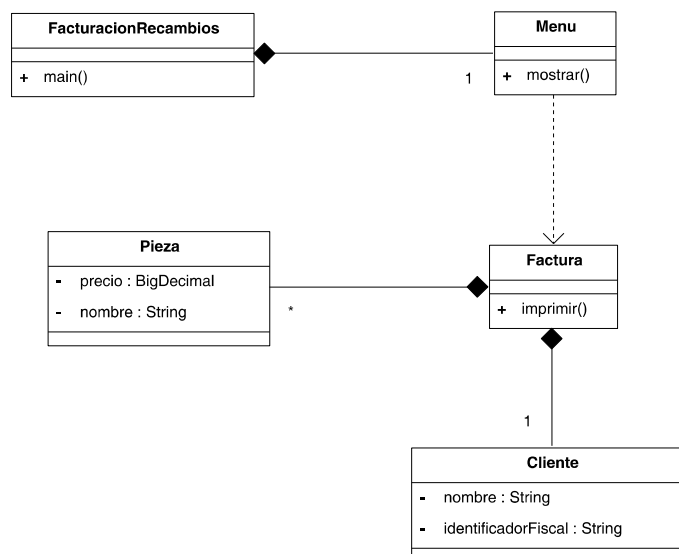 FacturacionRecambios
+ main()
1
Menu
+ mostrar()
Pieza
- precio : BigDecimal
- nombre : String
*
Factura
+ imprimir()
1
Cliente
- nombre : String
- identificadorFiscal : String